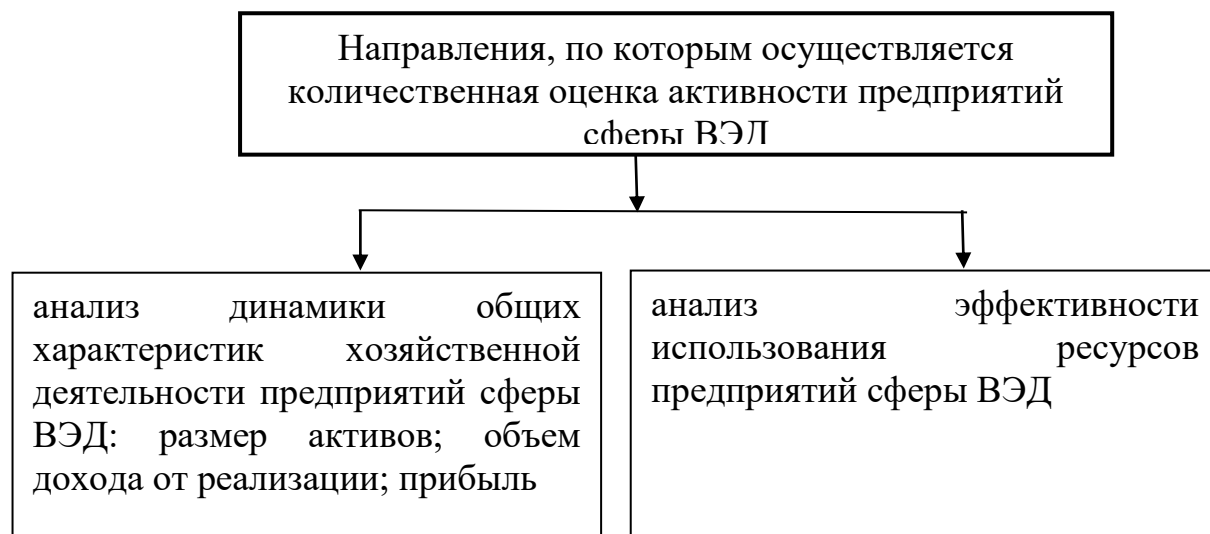 Направления, по которым осуществляется
количественная оценка активности предприятий
сферы ВЭД
анализ динамики общих
характеристик хозяйственной
деятельности предприятий сферы
ВЭД: размер активов; объем
дохода от реализации; прибыль
анализ эффективности
использования ресурсов
предприятий сферы ВЭД